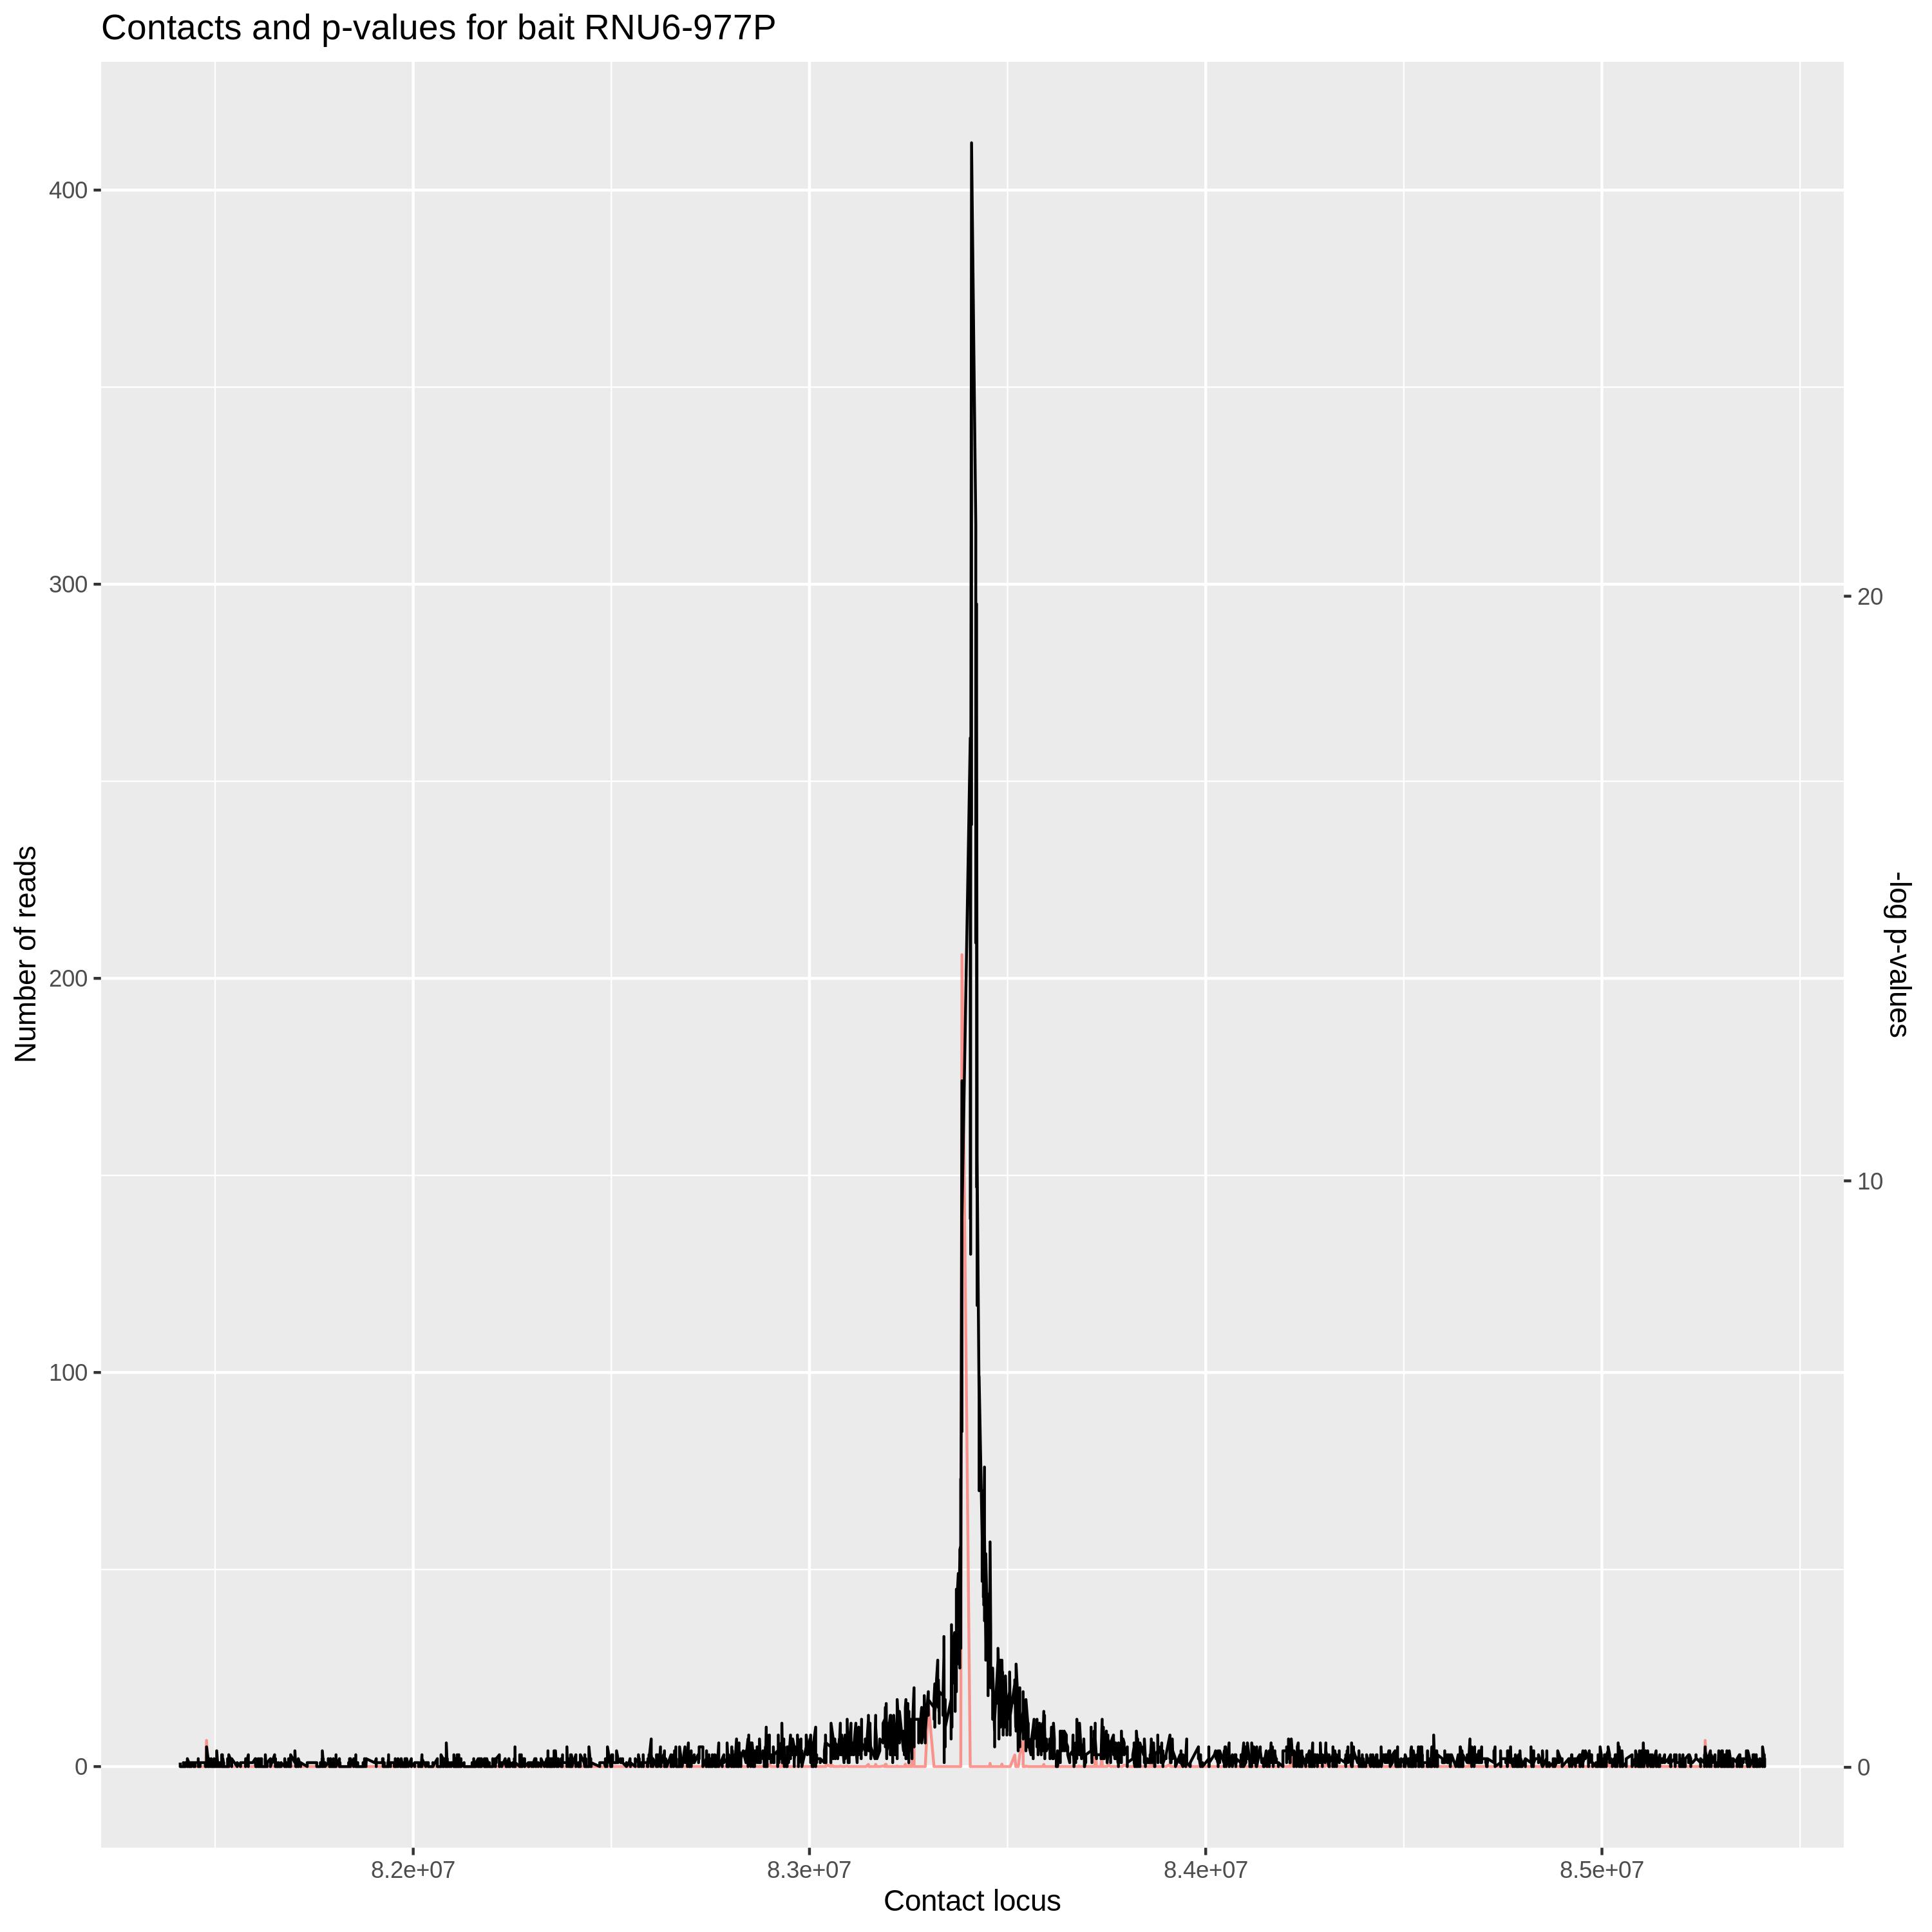 Contacts and p-values for bait RNU6-977P
400
300
200
100
0
Number of reads
20
10
0
-log p-values
8.2e+07
8.3e+07
8.4e+07
8.5e+07
Contact locus